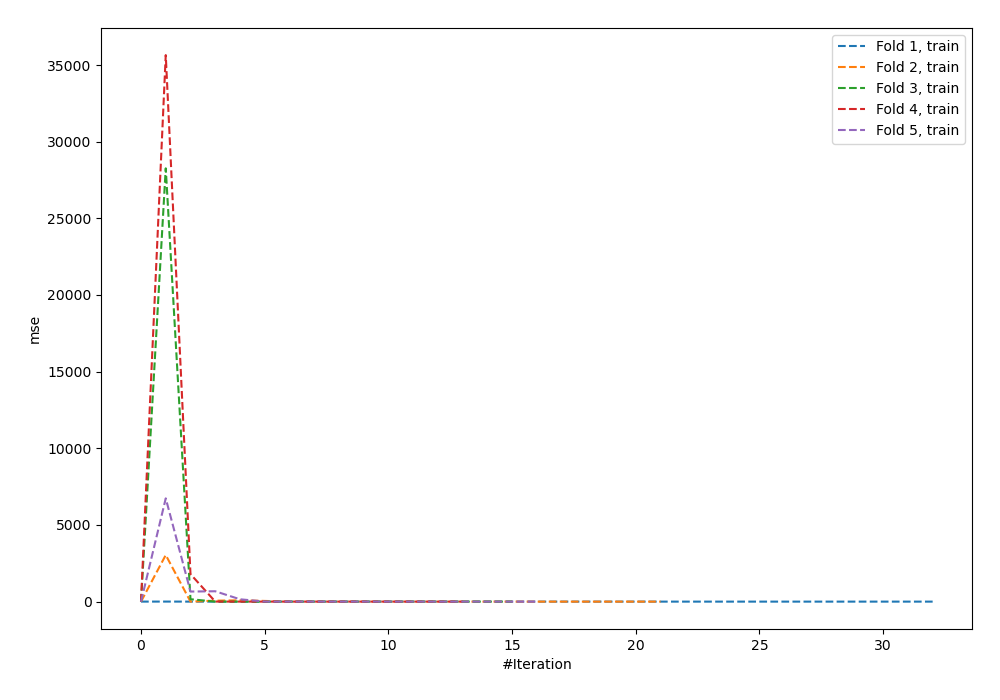 35000
30000
25000
20000
15000
10000
5000
0
mse
0 5 10 15 20 25 30
#Iteration
Fold 1, train
Fold 2, train
Fold 3, train
Fold 4, train
Fold 5, train